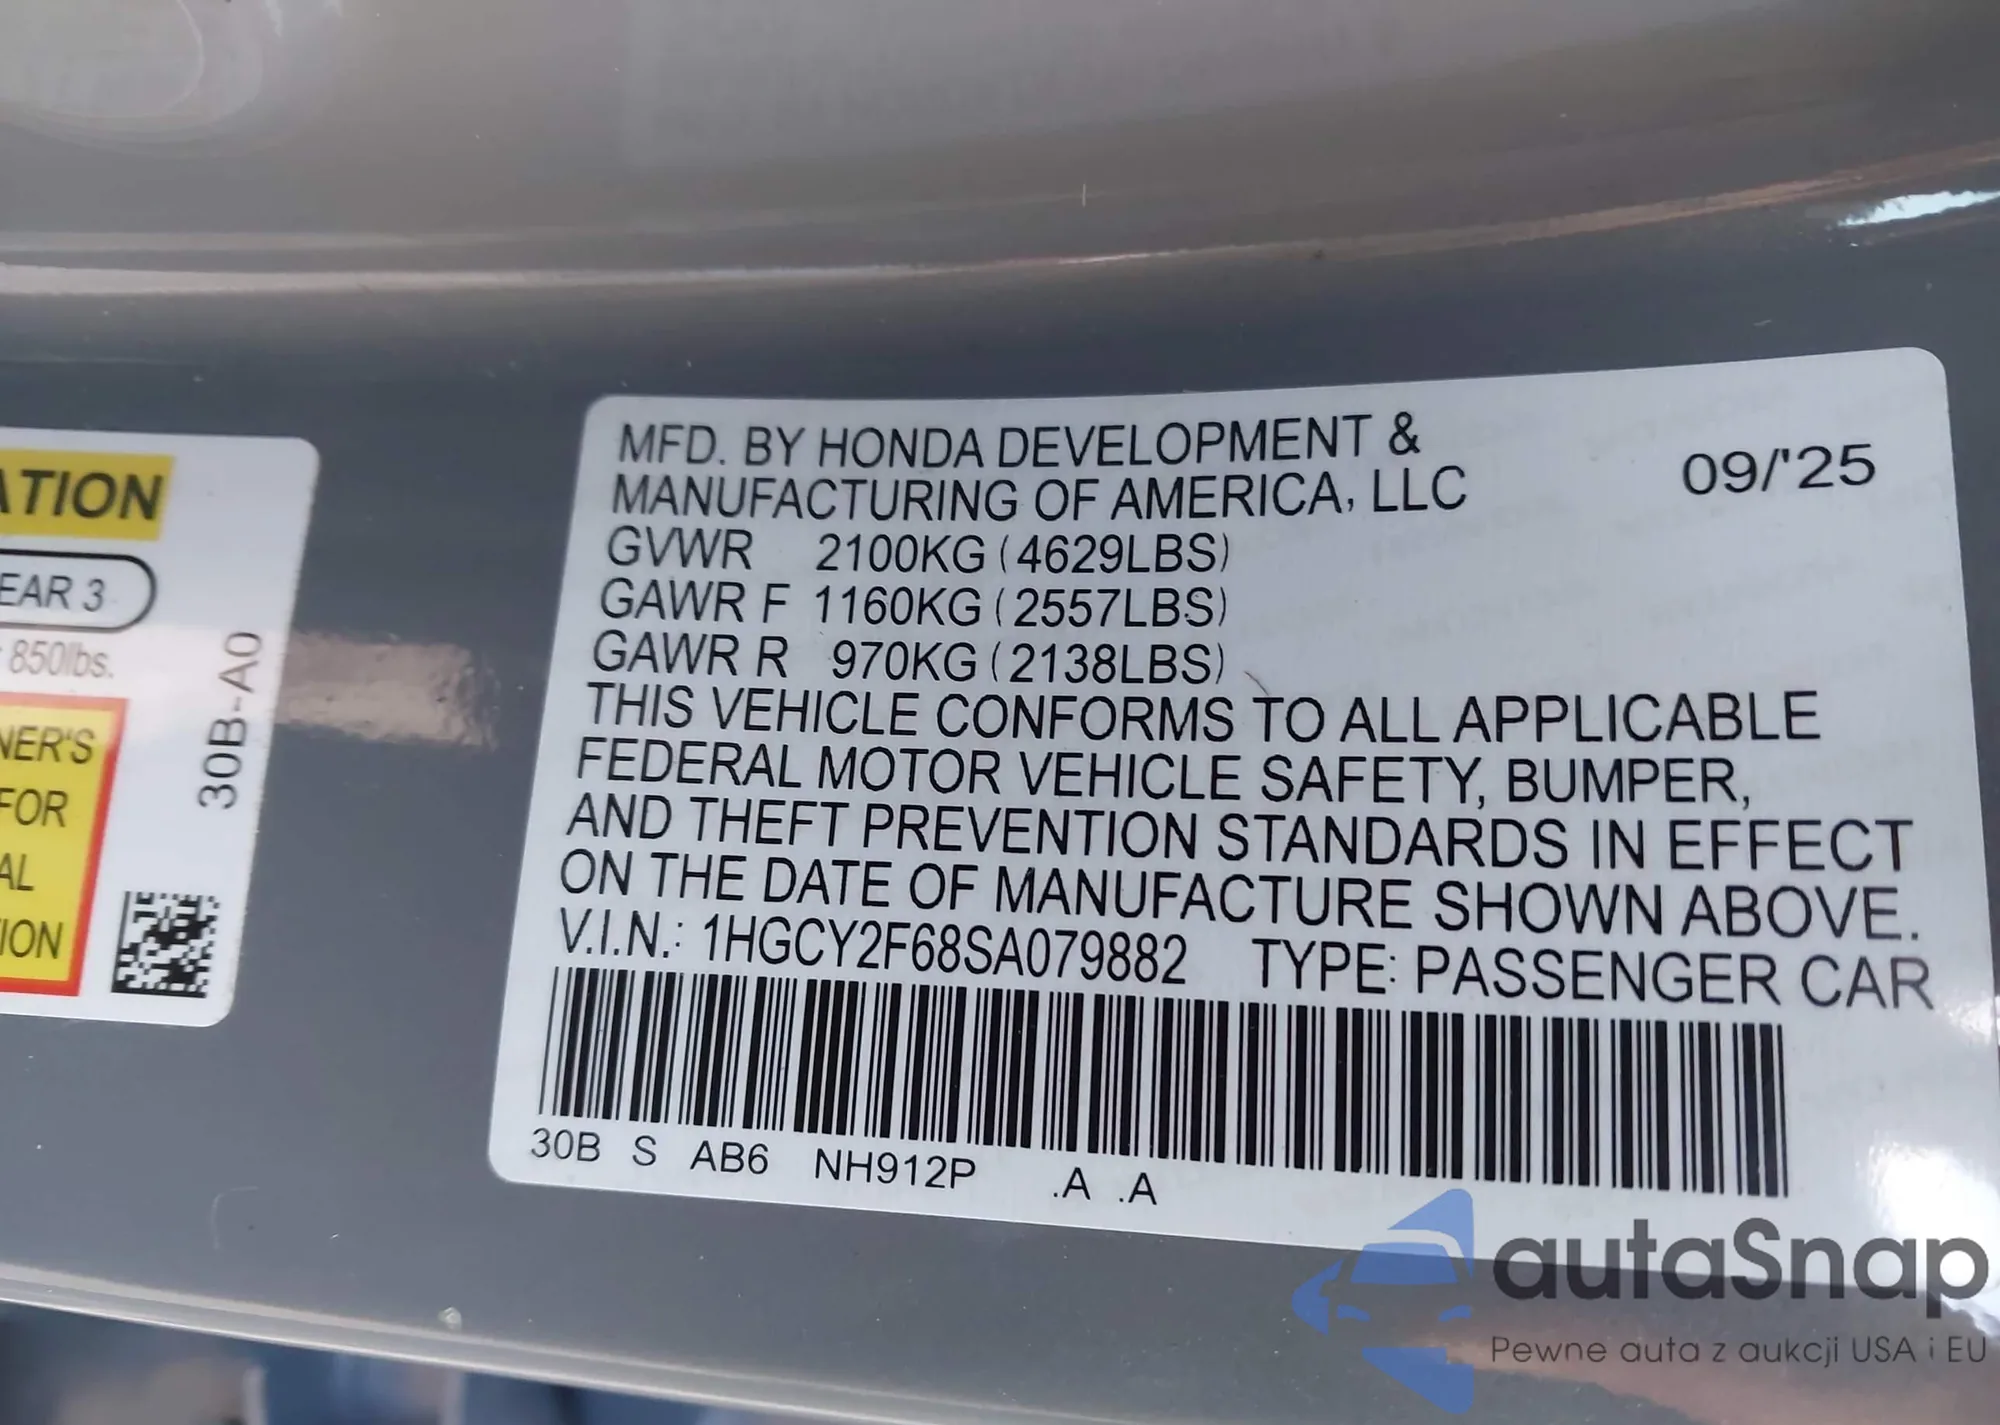 ATION
EAR 3
850lbs.
NER'S
FOR
AL
ION
30B-A0
MFD. BY HONDA DEVELOPMENT &
MANUFACTURING OF AMERICA, LLC
09/'25
GVWR 2100KG (4629LBS)
GAWR F 1160KG (2557LBS)
GAWR R 970KG (2138LBS)
THIS VEHICLE CONFORMS TO ALL APPLICABLE
FEDERAL MOTOR VEHICLE SAFETY, BUMPER,
AND THEFT PREVENTION STANDARDS IN EFFECT
ON THE DATE OF MANUFACTURE SHOWN ABOVE.
V.I.N.: 1HGCY2F68SA079882 TYPE: PASSENGER CAR
30B S AB6 NH912P .A .A
autaSnap
Pewne auta z aukcji USA i EU